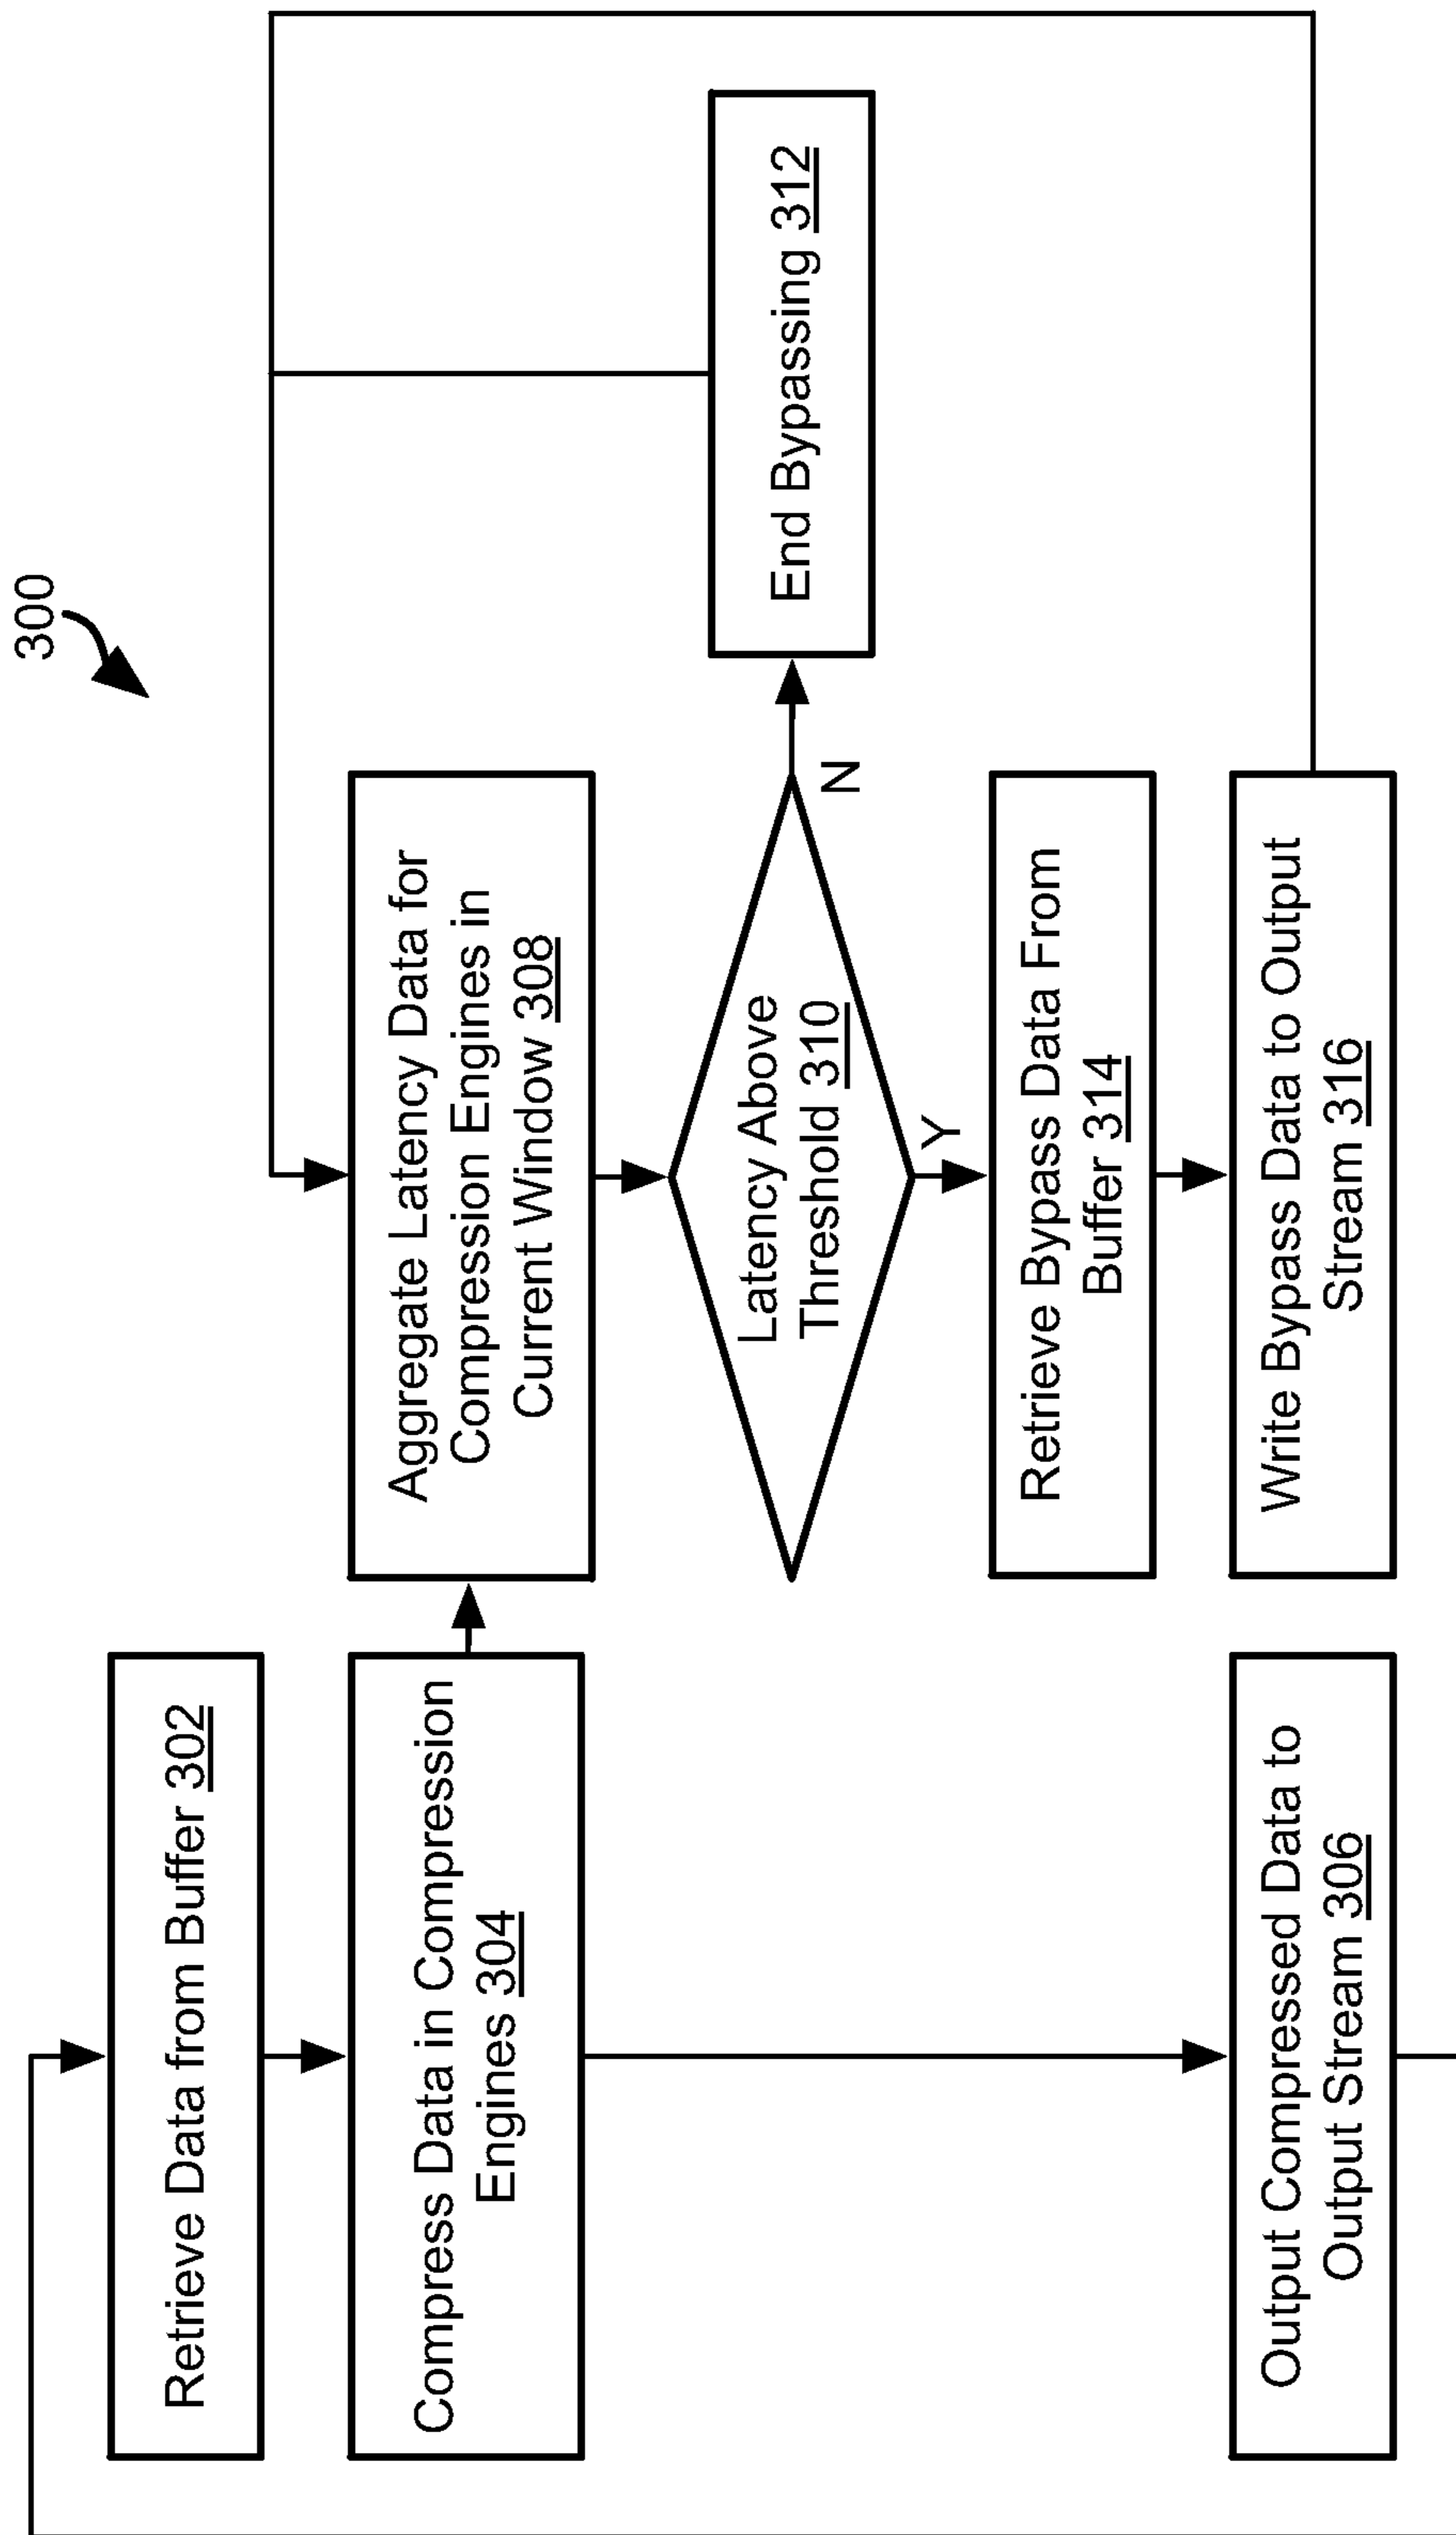 300
Retrieve Data from Buffer 302
Compress Data in Compression
Engines 304
Output Compressed Data to
Output Stream 306
Aggregate Latency Data for
Compression Engines in
Current Window 308
Latency Above
Threshold 310
N
End Bypassing 312
Y
Retrieve Bypass Data From
Buffer 314
Write Bypass Data to Output
Stream 316